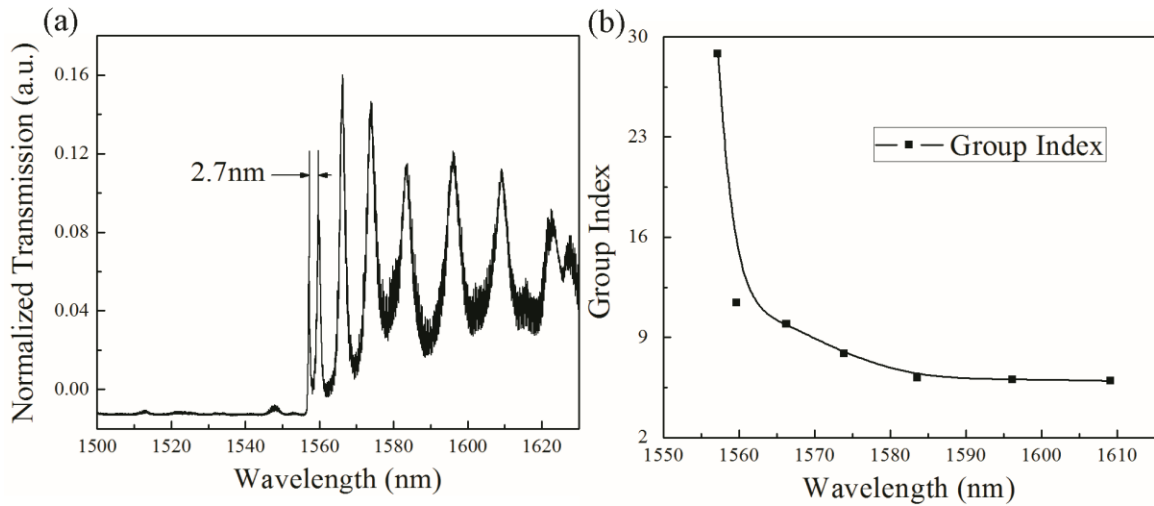 (a)
Normalized Transmission (a.u.)
0.16
0.12
0.08
0.04
0.00
2.7nm
1500 1520 1540 1560 1580 1600 1620
Wavelength (nm)
(b)
Group Index
30
23
16
9
2
Group Index
1550 1560 1570 1580 1590 1600 1610
Wavelength (nm)